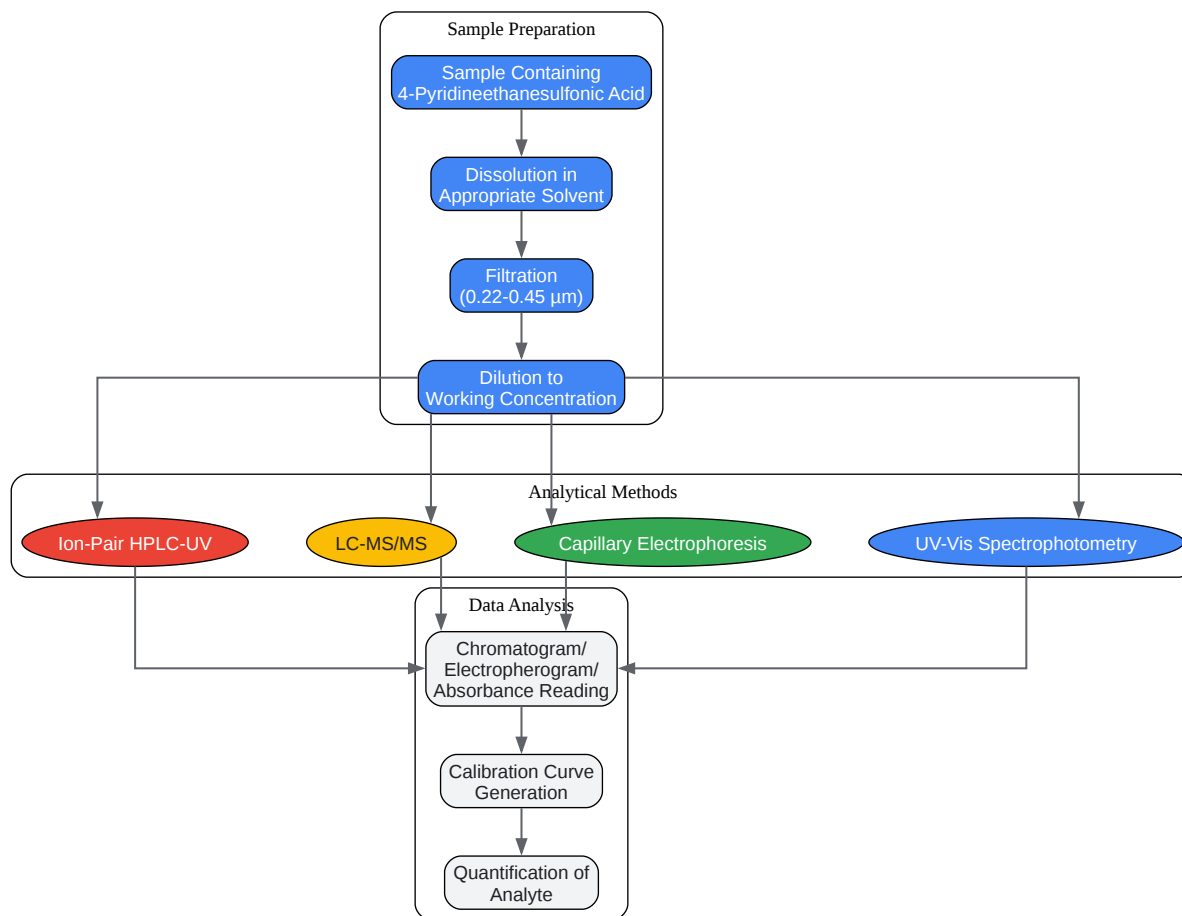 Sample Preparation
Sample Containing
4-Pyridineethanesulfonic Acid
Dissolution in
Appropriate Solvent
Filtration
(0.22-0.45 µm)
Dilution to
Working Concentration
Analytical Methods
Ion-Pair HPLC-UV
LC-MS/MS
Capillary Electrophoresis
UV-Vis Spectrophotometry
Data Analysis
Chromatogram/
Electropherogram/
Absorbance Reading
Calibration Curve
Generation
Quantification of
Analyte